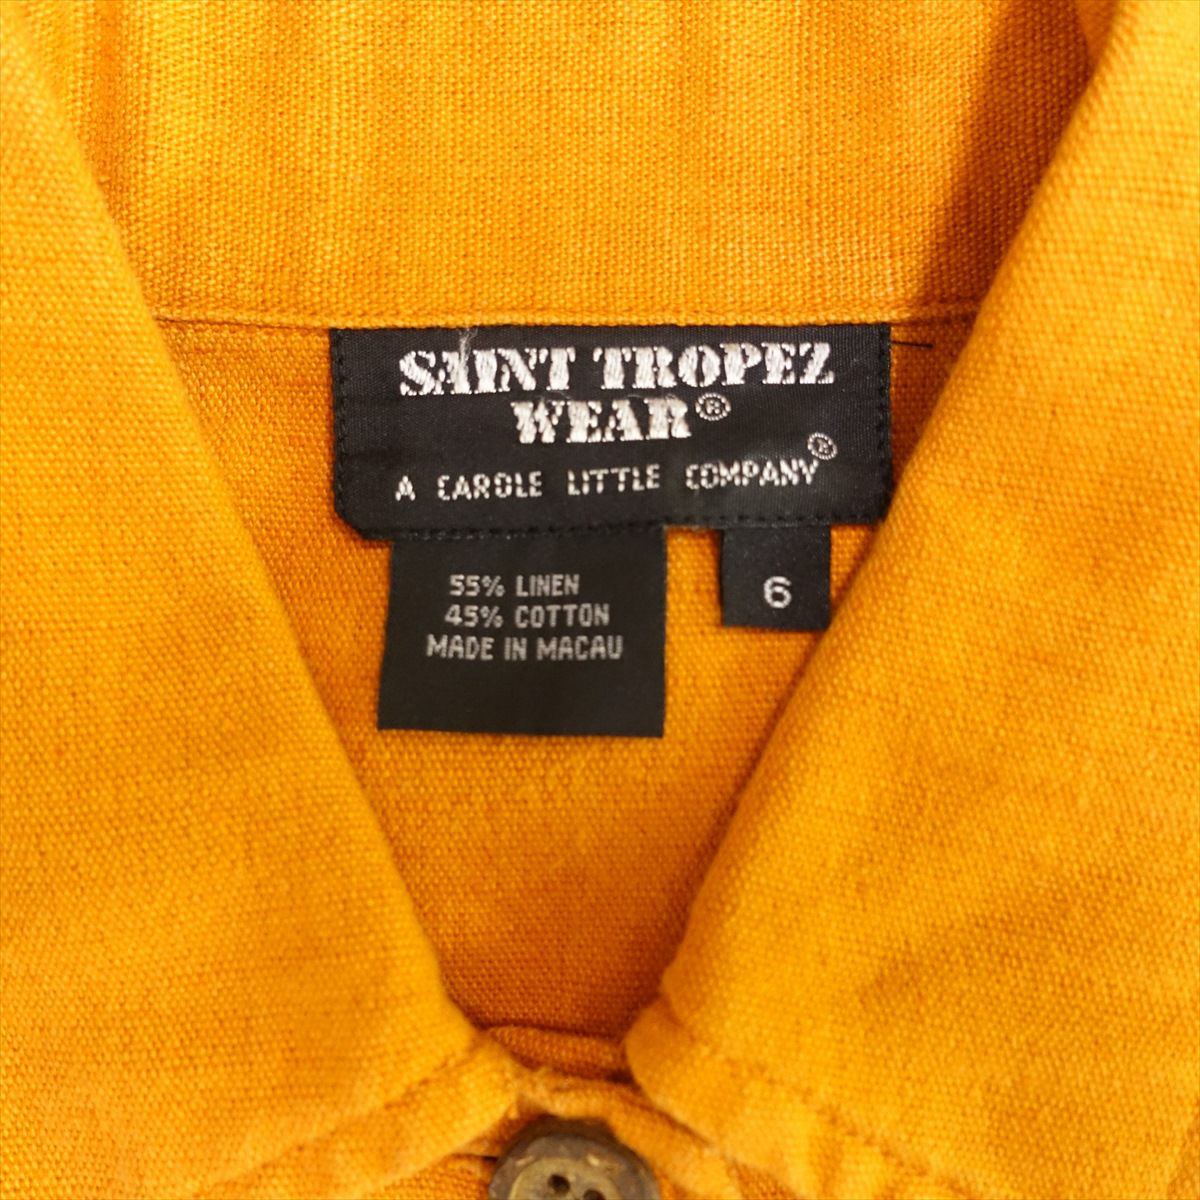 SAINT TROPEZ
WEAR®
A CAROLE LITTLE COMPANY®
55% LINEN
45% COTTON
MADE IN MACAU
6